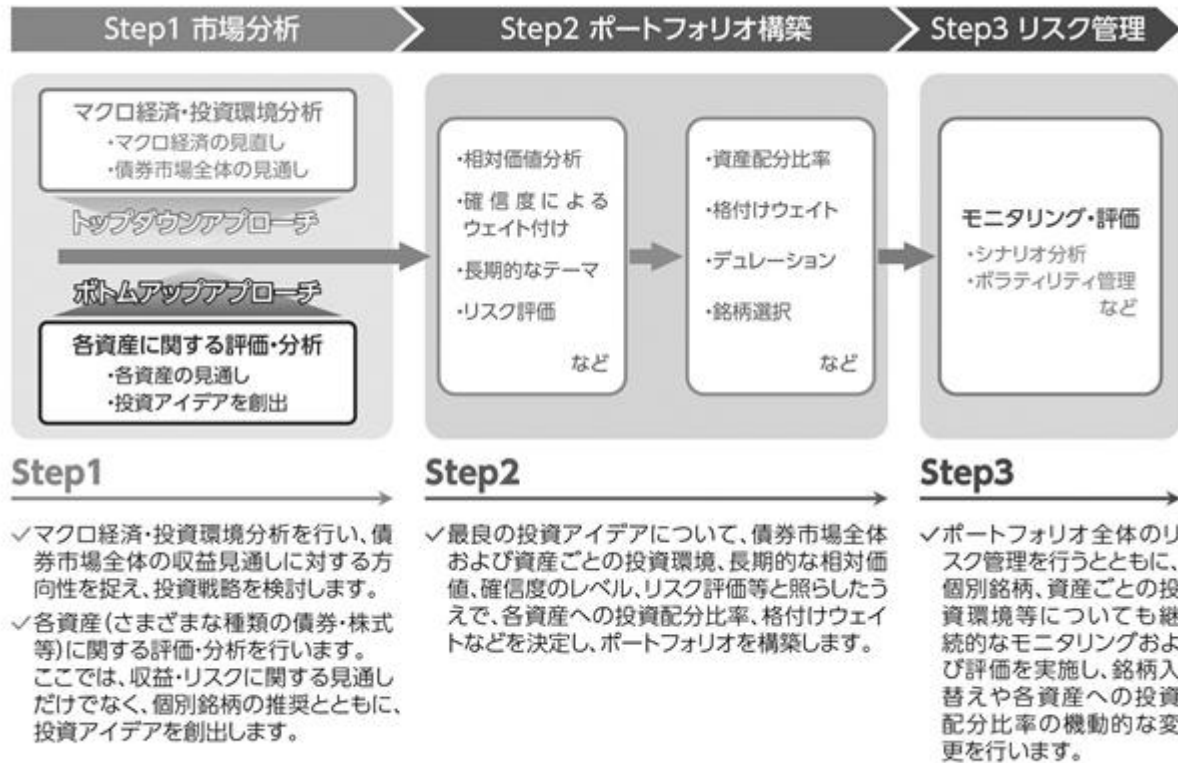 Step1 市場分析
Step2 ポートフォリオ構築
Step3 リスク管理
マクロ経済・投資環境分析
・マクロ経済の見直し
・債券市場全体の見通し
トップダウンアプローチ
ボトムアップアプローチ
各資産に関する評価・分析
・各資産の見通し
・投資アイデアを創出
・相対価値分析
・確信度による
ウェイト付け
・長期的なテーマ
・リスク評価
など
・資産配分比率
・格付けウェイト
・デュレーション
・銘柄選択
など
モニタリング・評価
・シナリオ分析
・ボラティリティ管理
など
Step1
✓マクロ経済・投資環境分析を行い、債
券市場全体の収益見通しに対する方
向性を捉え、投資戦略を検討します。
✓各資産(さまざまな種類の債券・株式
等)に関する評価・分析を行います。
ここでは、収益・リスクに関する見通し
だけでなく、個別銘柄の推奨とともに、
投資アイデアを創出します。
Step2
✓最良の投資アイデアについて、債券市場全体
および資産ごとの投資環境、長期的な相対価
値、確信度のレベル、リスク評価等と照らしたう
えで、各資産への投資配分比率、格付けウェイ
トなどを決定し、ポートフォリオを構築します。
Step3
✓ポートフォリオ全体のリ
スク管理を行うとともに、
個別銘柄、資産ごとの投
資環境等についても継
続的なモニタリングおよ
び評価を実施し、銘柄入
替えや各資産への投資
配分比率の機動的な変
更を行います。